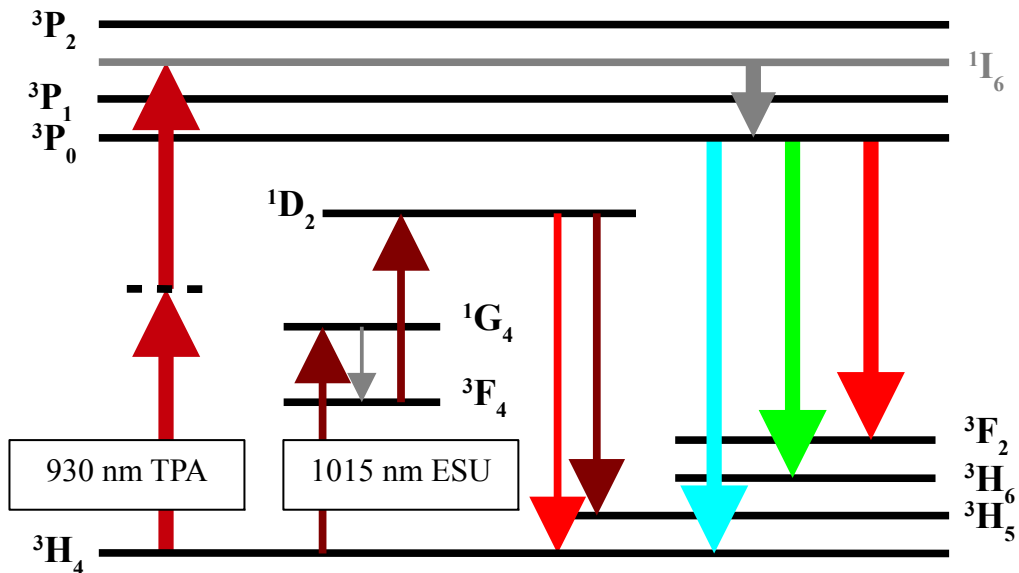 ³P₂
¹I₆
³P₁
³P₀
¹D₂
¹G₄
³F₄
³F₂
930 nm TPA
1015 nm ESU
³H₆
³H₅
³H₄